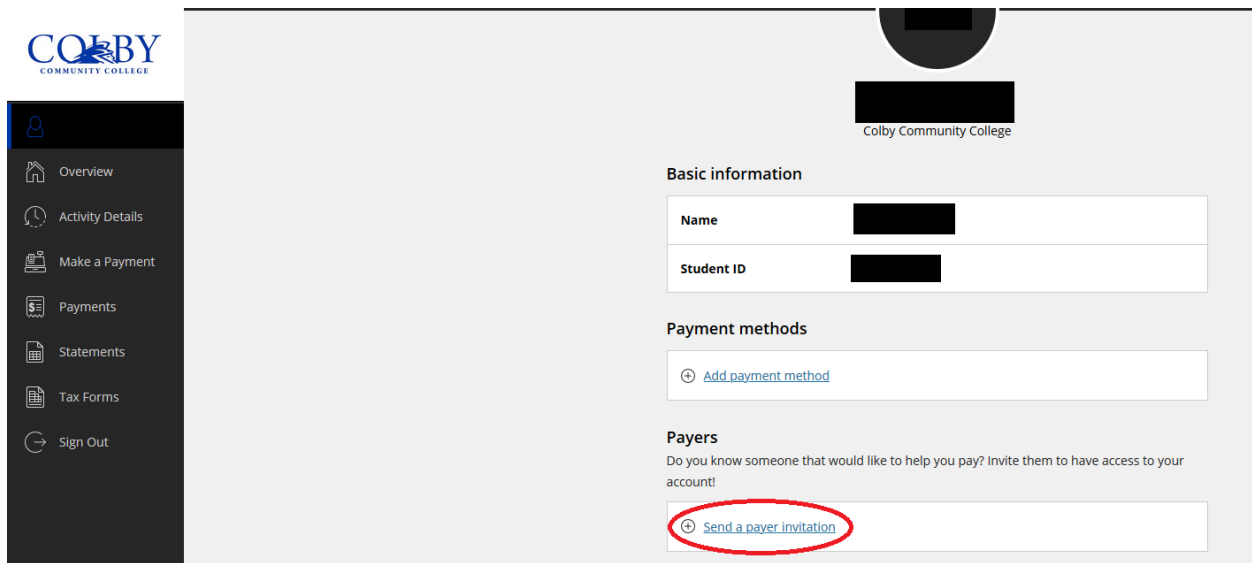 COLBY
COMMUNITY COLLEGE
Overview
Activity Details
Make a Payment
Payments
Statements
Tax Forms
Sign Out
Colby Community College
Basic information
Name
Student ID
Payment methods
Add payment method
Payers
Do you know someone that would like to help you pay? Invite them to have access to your
account!
Send a payer invitation